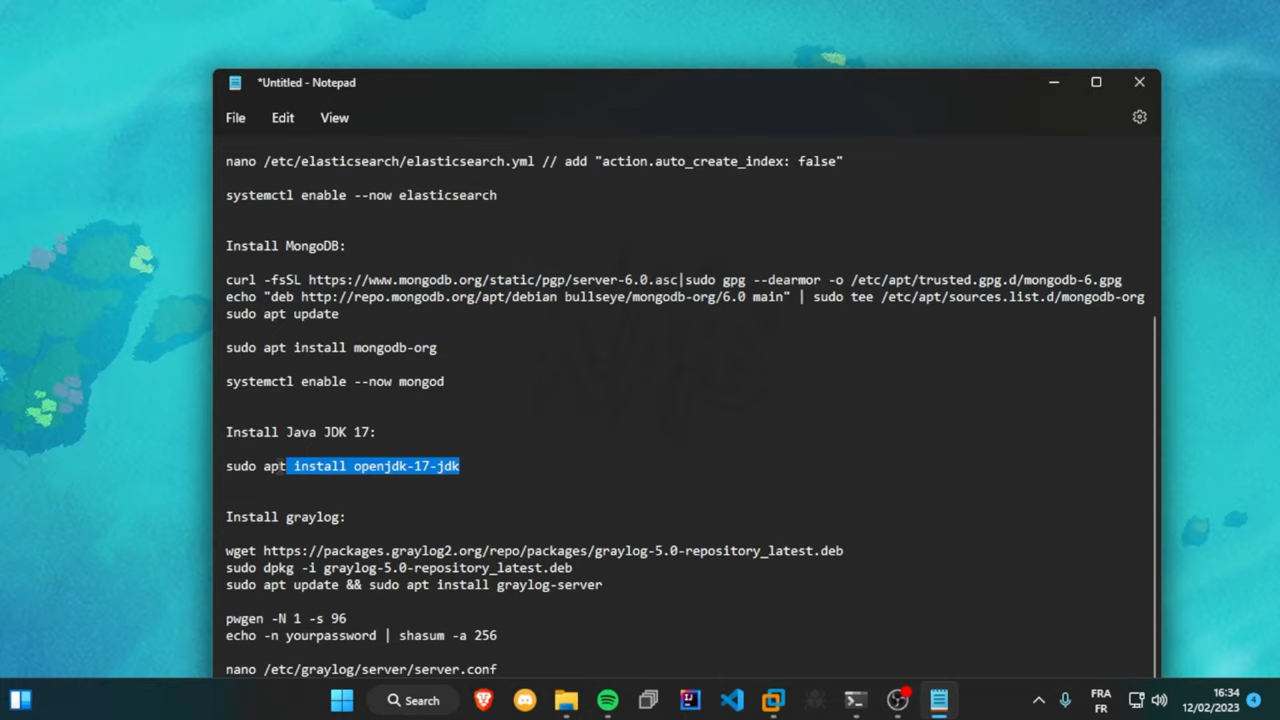 *Untitled - Notepad
File Edit View
nano /etc/elasticsearch/elasticsearch.yml // add "action.auto_create_index: false"
systemctl enable --now elasticsearch
Install MongoDB:
curl -fsSL https://www.mongodb.org/static/pgp/server-6.0.asc|sudo gpg --dearmor -o /etc/apt/trusted.gpg.d/mongodb-6.gpg
echo "deb http://repo.mongodb.org/apt/debian bullseye/mongodb-org/6.0 main" | sudo tee /etc/apt/sources.list.d/mongodb-org
sudo apt update
sudo apt install mongodb-org
systemctl enable --now mongod
Install Java JDK 17:
sudo apt install openjdk-17-jdk
Install graylog:
wget https://packages.graylog2.org/repo/packages/graylog-5.0-repository_latest.deb
sudo dpkg -i graylog-5.0-repository_latest.deb
sudo apt update && sudo apt install graylog-server
pwgen -N 1 -s 96
echo -n yourpassword | shasum -a 256
nano /etc/graylog/server/server.conf
Search
FRA
FR
16:34
12/02/2023
4